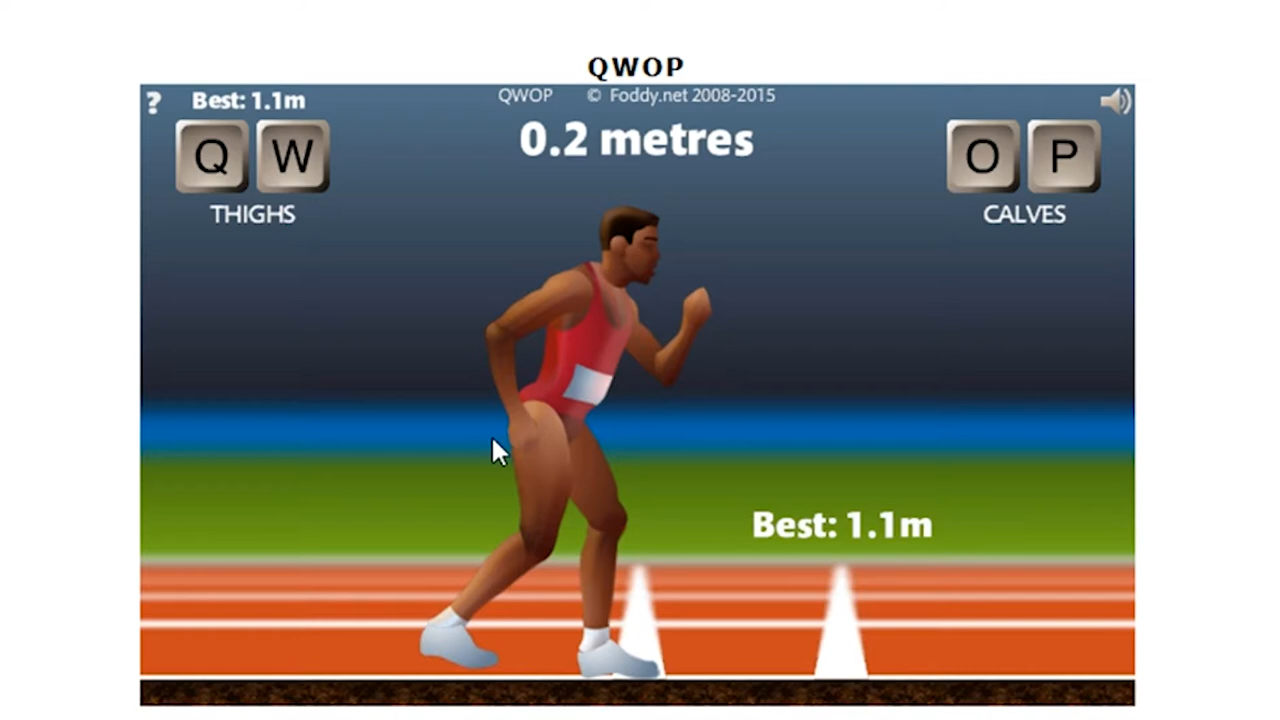 QWOP
? Best: 1.1m QWOP © Foddy.net 2008-2015
0.2 metres
Q W
THIGHS
O P
CALVES
Best: 1.1m